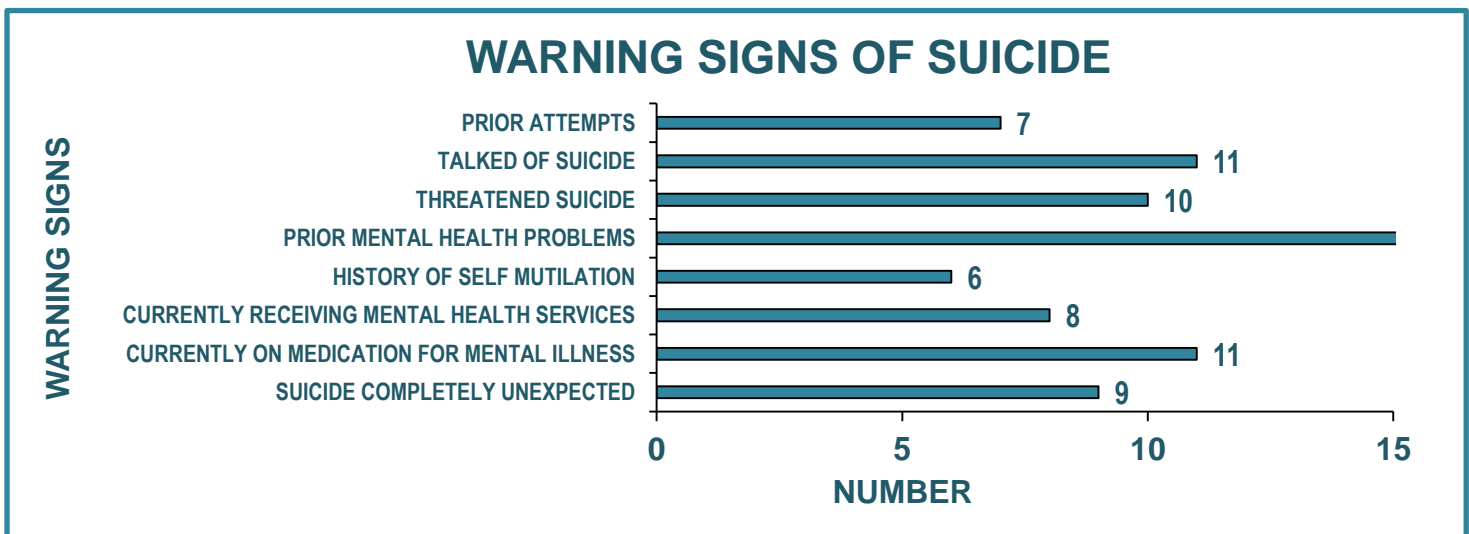 WARNING SIGNS OF SUICIDE
WARNING SIGNS
PRIOR ATTEMPTS 7
TALKED OF SUICIDE 11
THREATENED SUICIDE 10
PRIOR MENTAL HEALTH PROBLEMS
HISTORY OF SELF MUTILATION 6
CURRENTLY RECEIVING MENTAL HEALTH SERVICES 8
CURRENTLY ON MEDICATION FOR MENTAL ILLNESS 11
SUICIDE COMPLETELY UNEXPECTED 9
0 5 10 15
NUMBER